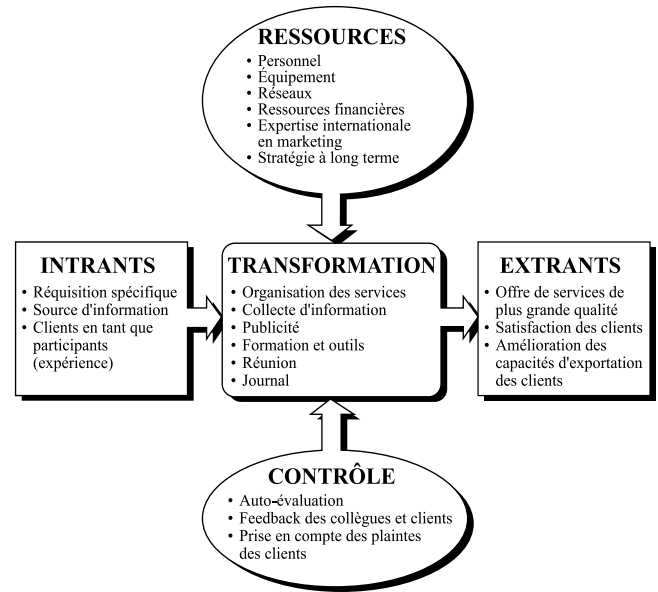 RESSOURCES
• Personnel
• Équipement
• Réseaux
• Ressources financières
• Expertise internationale
en marketing
• Stratégie à long terme
INTRANTS
• Réquisition spécifique
• Source d'information
• Clients en tant que
participants
(expérience)
TRANSFORMATION
• Organisation des services
• Collecte d'information
• Publicité
• Formation et outils
• Réunion
• Journal
EXTRANTS
• Offre de services de
plus grande qualité
• Satisfaction des clients
• Amélioration des
capacités d'exportation
des clients
CONTRÔLE
• Auto-évaluation
• Feedback des collègues et clients
• Prise en compte des plaintes
des clients